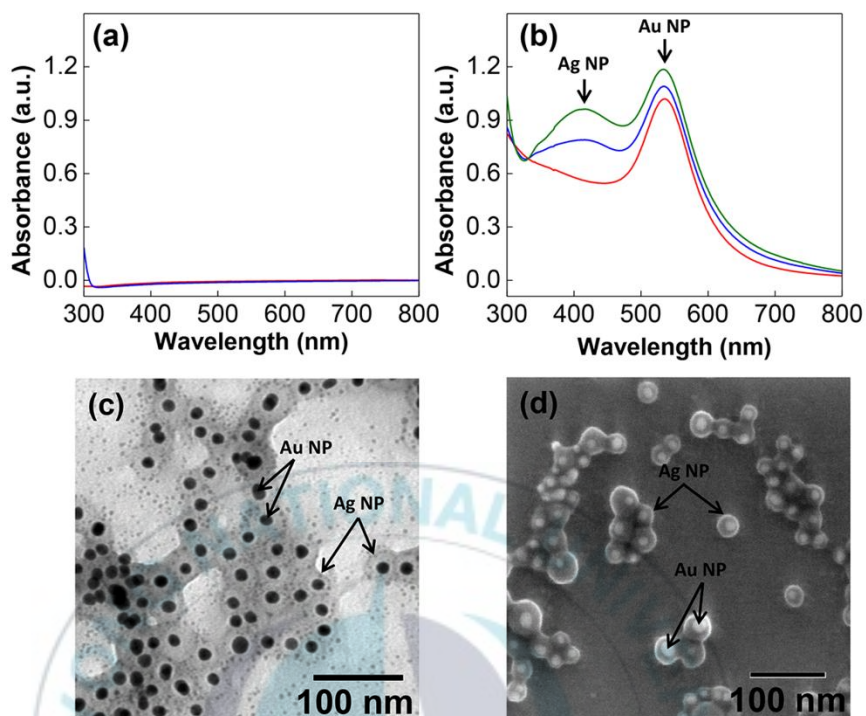 (a)
Absorbance (a.u.)
1.2
0.9
0.6
0.3
0.0
300 400 500 600 700 800
Wavelength (nm)
(b)
Au NP
Ag NP
Absorbance (a.u.)
1.2
0.9
0.6
0.3
0.0
300 400 500 600 700 800
Wavelength (nm)
(c)
Au NP
Ag NP
100 nm
(d)
Ag NP
Au NP
100 nm
NATIONAL UNIV